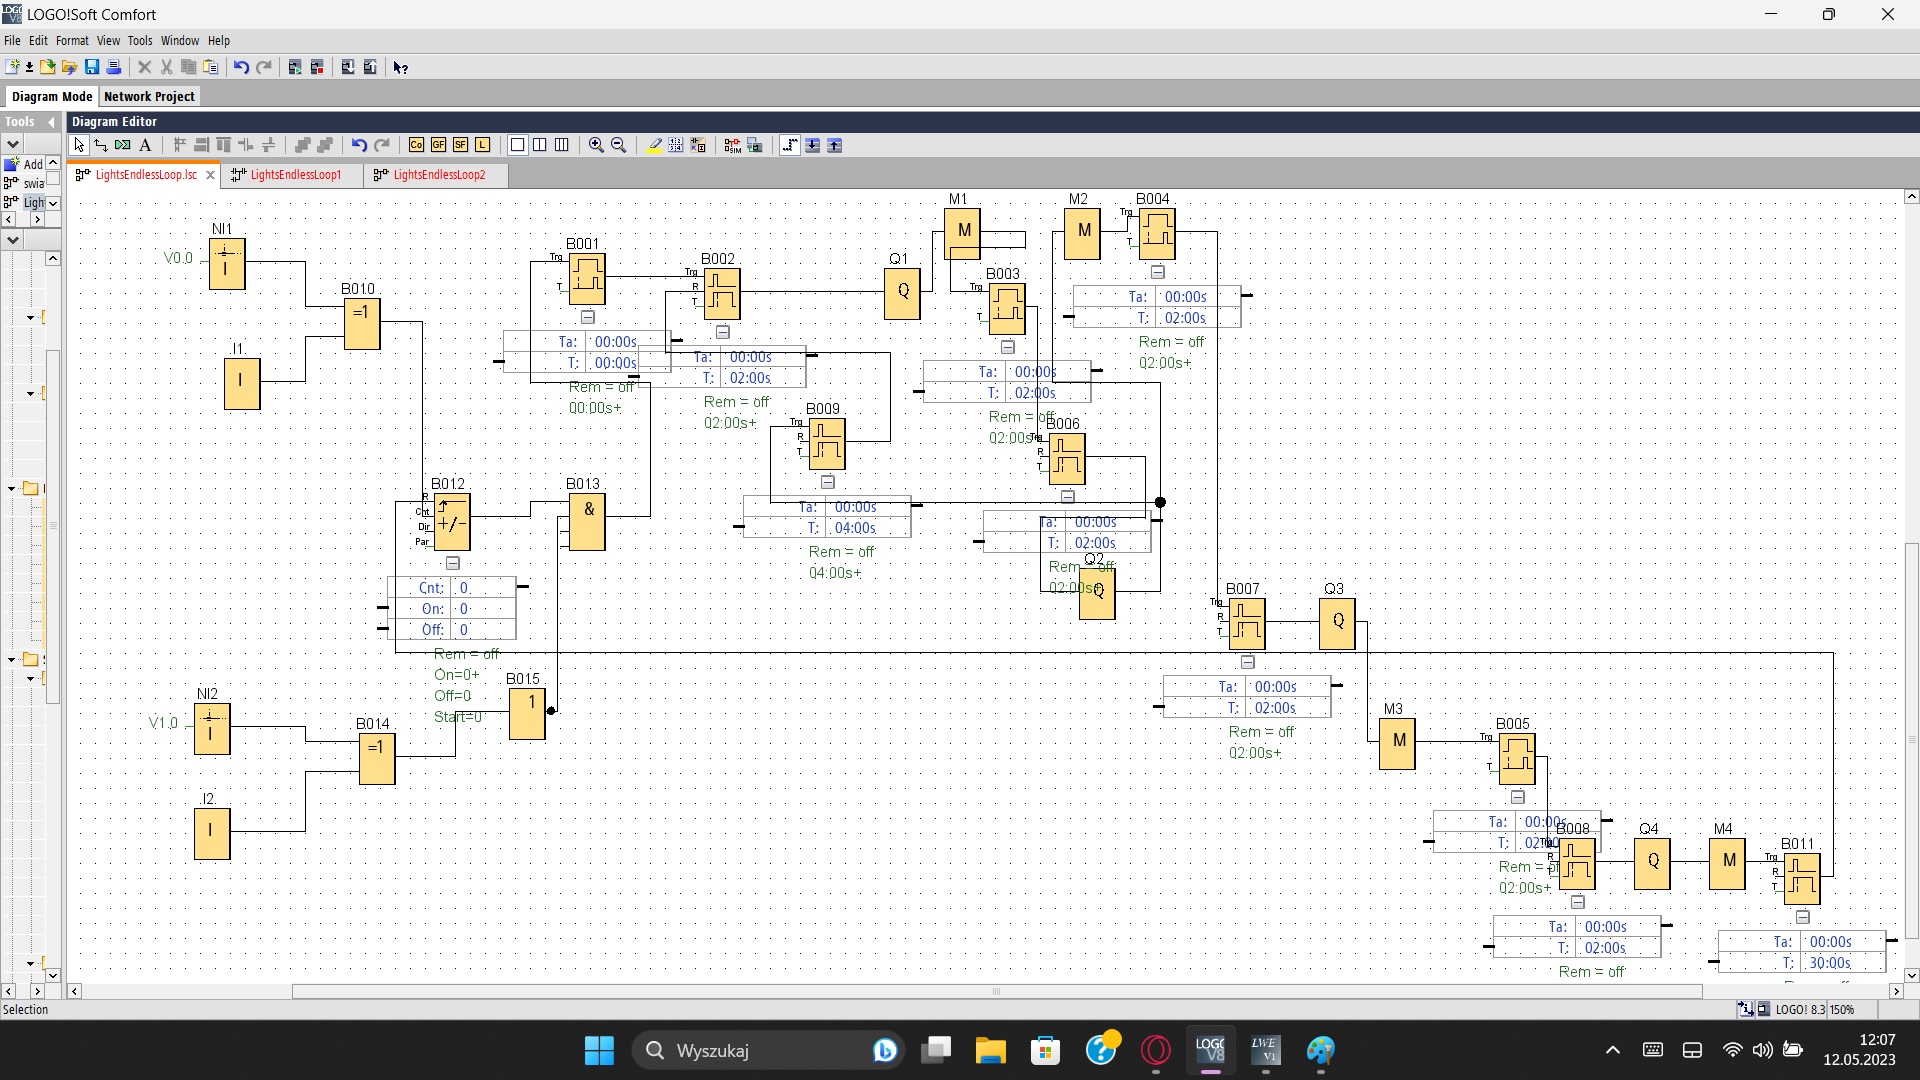 LOGO!Soft Comfort
File Edit Format View Tools Window Help
Diagram Mode Network Project
Tools
Diagram Editor
Co GF SF L
Add
swia
Ligh
LightsEndlessLoop.lsc LightsEndlessLoop1 LightsEndlessLoop2
NI1
V0.0
I
I1
I
B010
=1
B001
Trg
T
Ta: 00:00s
T: 00:00s
Rem = off
00:00s+
B002
Trg
R
T
Ta: 00:00s
T: 02:00s
Rem = off
02:00s+
Q1
Q
M1
M
B003
Trg
T
Ta: 00:00s
T: 02:00s
Rem = off
02:00s
M2
M
B004
Trg
T
Ta: 00:00s
T: 02:00s
Rem = off
02:00s+
B009
Trg
R
T
Ta: 00:00s
T: 04:00s
Rem = off
04:00s+
B006
Trg
R
T
Ta: 00:00s
T: 02:00s
Rem = off
02:00s+
Q2
Q
B012
R
Cnt
Dir
Par
+/-
Cnt: 0
On: 0
Off: 0
Rem = off
On=0+
Off=0
Start=0
B013
&
B015
1
NI2
V1.0
I
I2
I
B014
=1
B007
Trg
R
T
Ta: 00:00s
T: 02:00s
Rem = off
02:00s+
Q3
Q
M3
M
B005
Trg
T
Ta: 00:00s
T: 02:00
Rem = of
02:00s+
B008
R
Ta: 00:00s
T: 02:00s
Rem = off
Q4
Q
M4
M
B011
Trg
R
T
Ta: 00:00s
T: 30:00s
Selection
LOGO! 8.3 150%
Wyszukaj
LOGO V8
LWE V1
12:07
12.05.2023